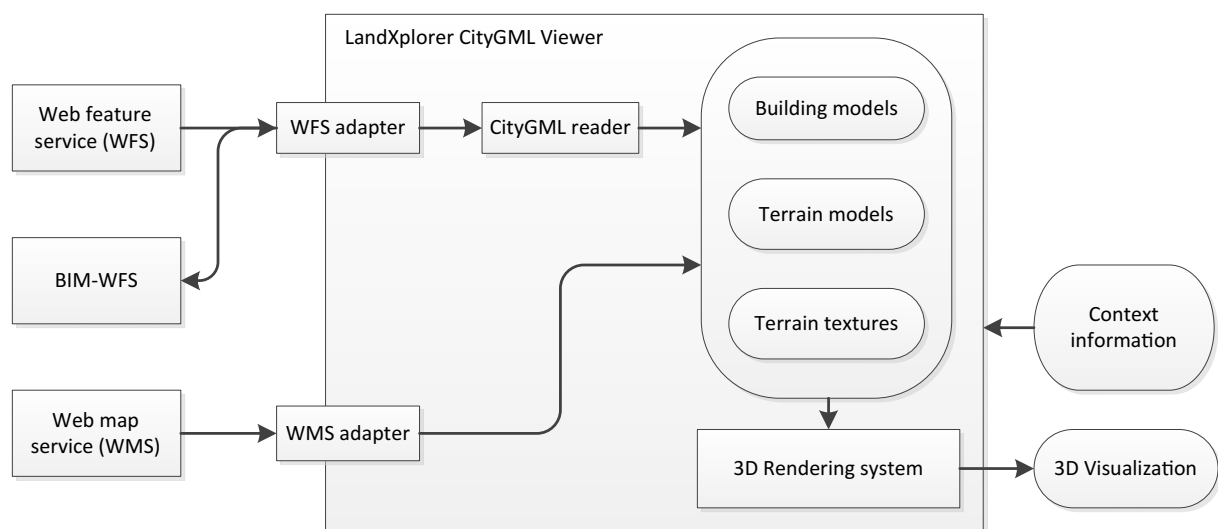 LandXplorer CityGML Viewer
Web feature
service (WFS)
WFS adapter
CityGML reader
Building models
Terrain models
BIM-WFS
Terrain textures
Context
information
Web map
service (WMS)
WMS adapter
3D Rendering system
3D Visualization